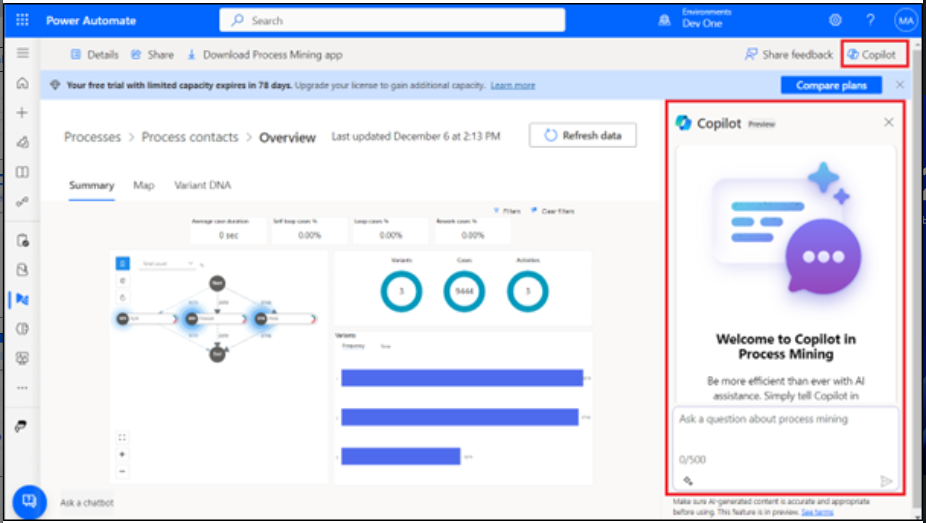 Power Automate
Search
Environments
Dev One
MA
Details
Share
Download Process Mining app
Share feedback
Copilot
Your free trial with limited capacity expires in 78 days. Upgrade your license to gain additional capacity. Learn more
Compare plans
Processes > Process contacts > Overview
Last updated December 6 at 2:13 PM
Refresh data
Summary
Map
Variant DNA
Filters
Clear filters
Average case duration
0 sec
Self-loop cases %
0.00%
Loop cases %
0.00%
Rework cases %
0.00%
Total count
%
Start
End
Variants
3
Cases
9444
Activities
3
Variants
Frequency
Time
Copilot Preview
Welcome to Copilot in
Process Mining
Be more efficient than ever with AI
assistance. Simply tell Copilot in
Ask a question about process mining
0/500
Make sure AI-generated content is accurate and appropriate
before using. This feature is in preview. See terms
Ask a chatbot